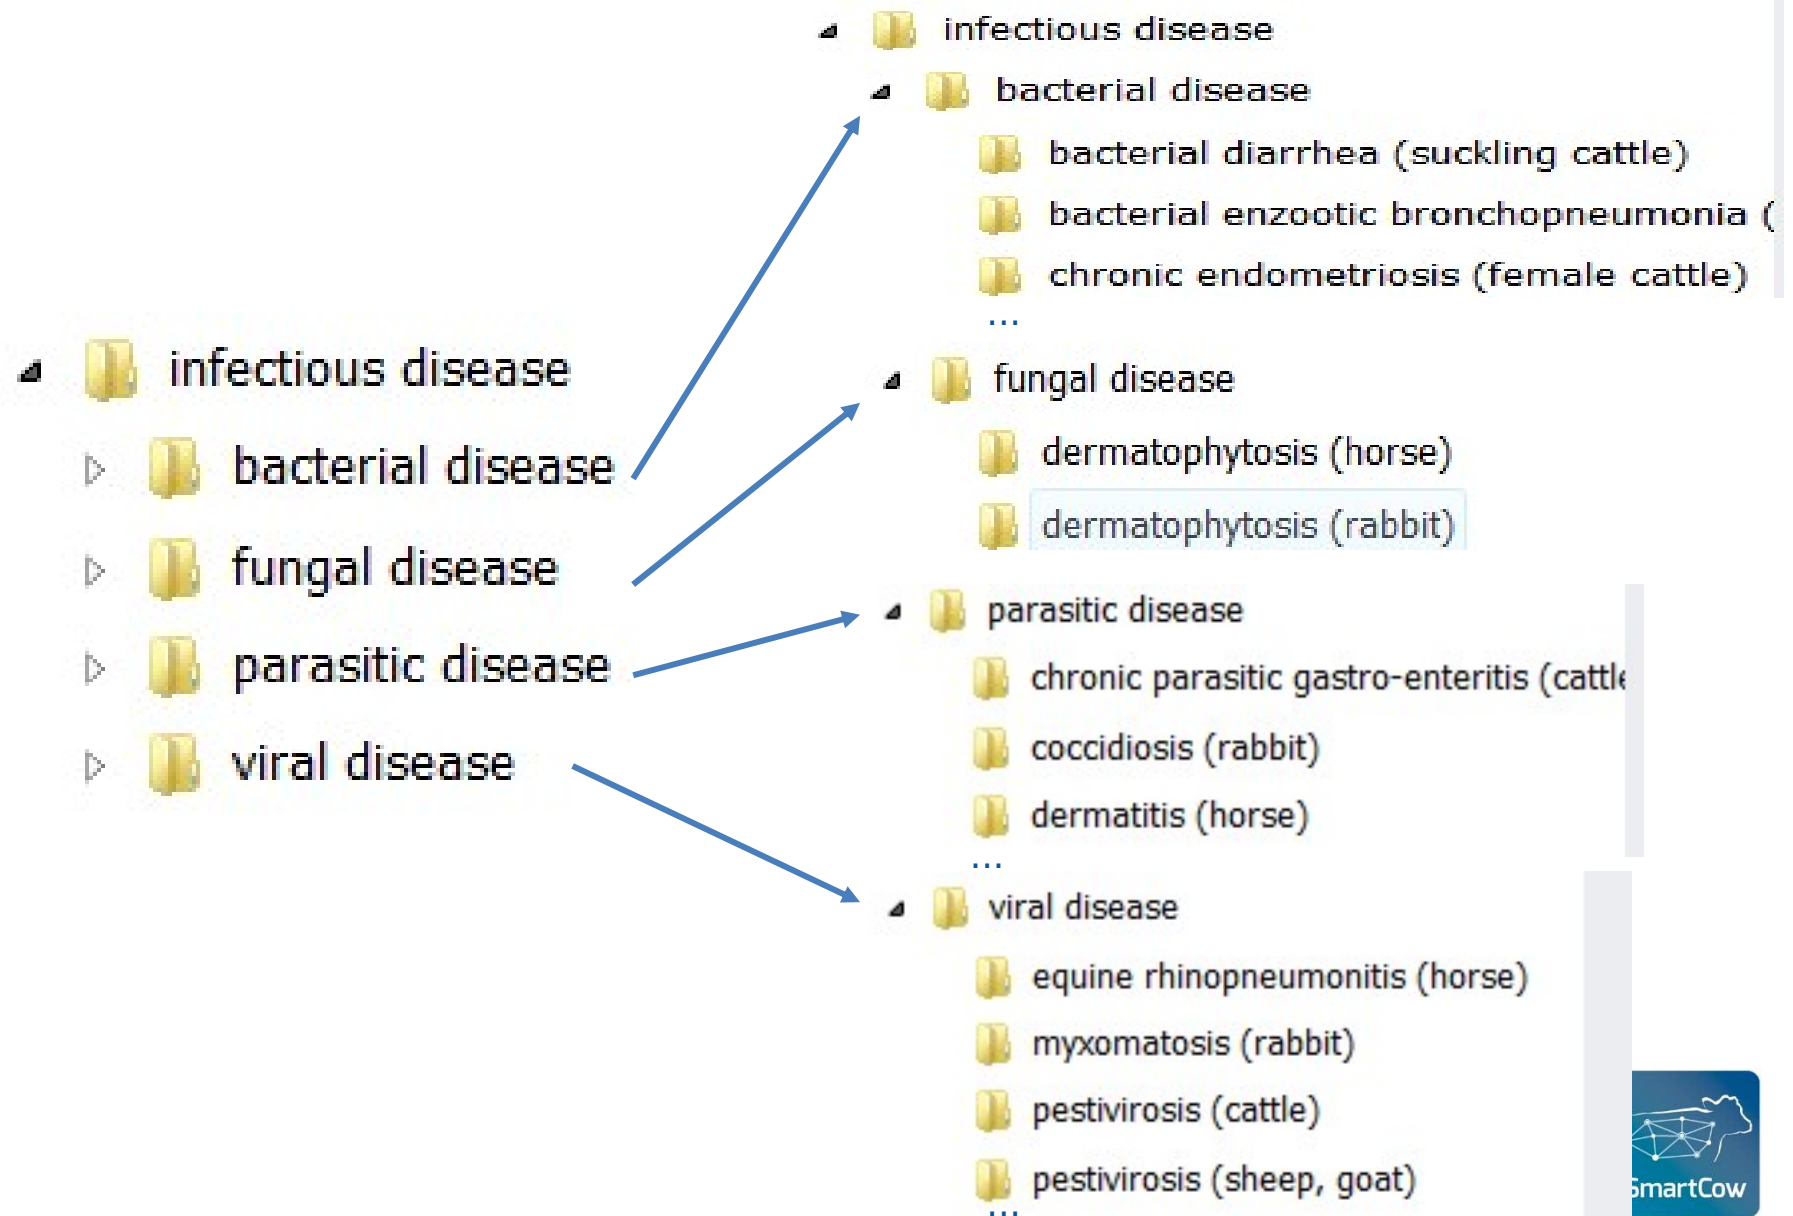 infectious disease
bacterial disease
fungal disease
parasitic disease
viral disease
infectious disease
bacterial disease
bacterial diarrhea (suckling cattle)
bacterial enzootic bronchopneumonia (
chronic endometriosis (female cattle)
...
fungal disease
dermatophytosis (horse)
dermatophytosis (rabbit)
parasitic disease
chronic parasitic gastro-enteritis (cattle
coccidiosis (rabbit)
dermatitis (horse)
...
viral disease
equine rhinopneumonitis (horse)
myxomatosis (rabbit)
pestivirosis (cattle)
pestivirosis (sheep, goat)
...
SmartCow